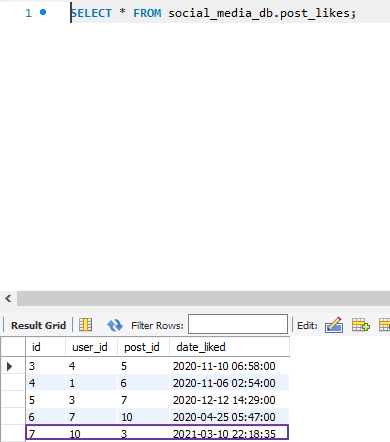 1 SELECT * FROM social_media_db.post_likes;
Result Grid Filter Rows: Edit:
id user_id post_id date_liked
3 4 5 2020-11-10 06:58:00
4 1 6 2020-11-06 02:54:00
5 3 7 2020-12-12 14:29:00
6 7 10 2020-04-25 05:47:00
7 10 3 2021-03-10 22:18:35